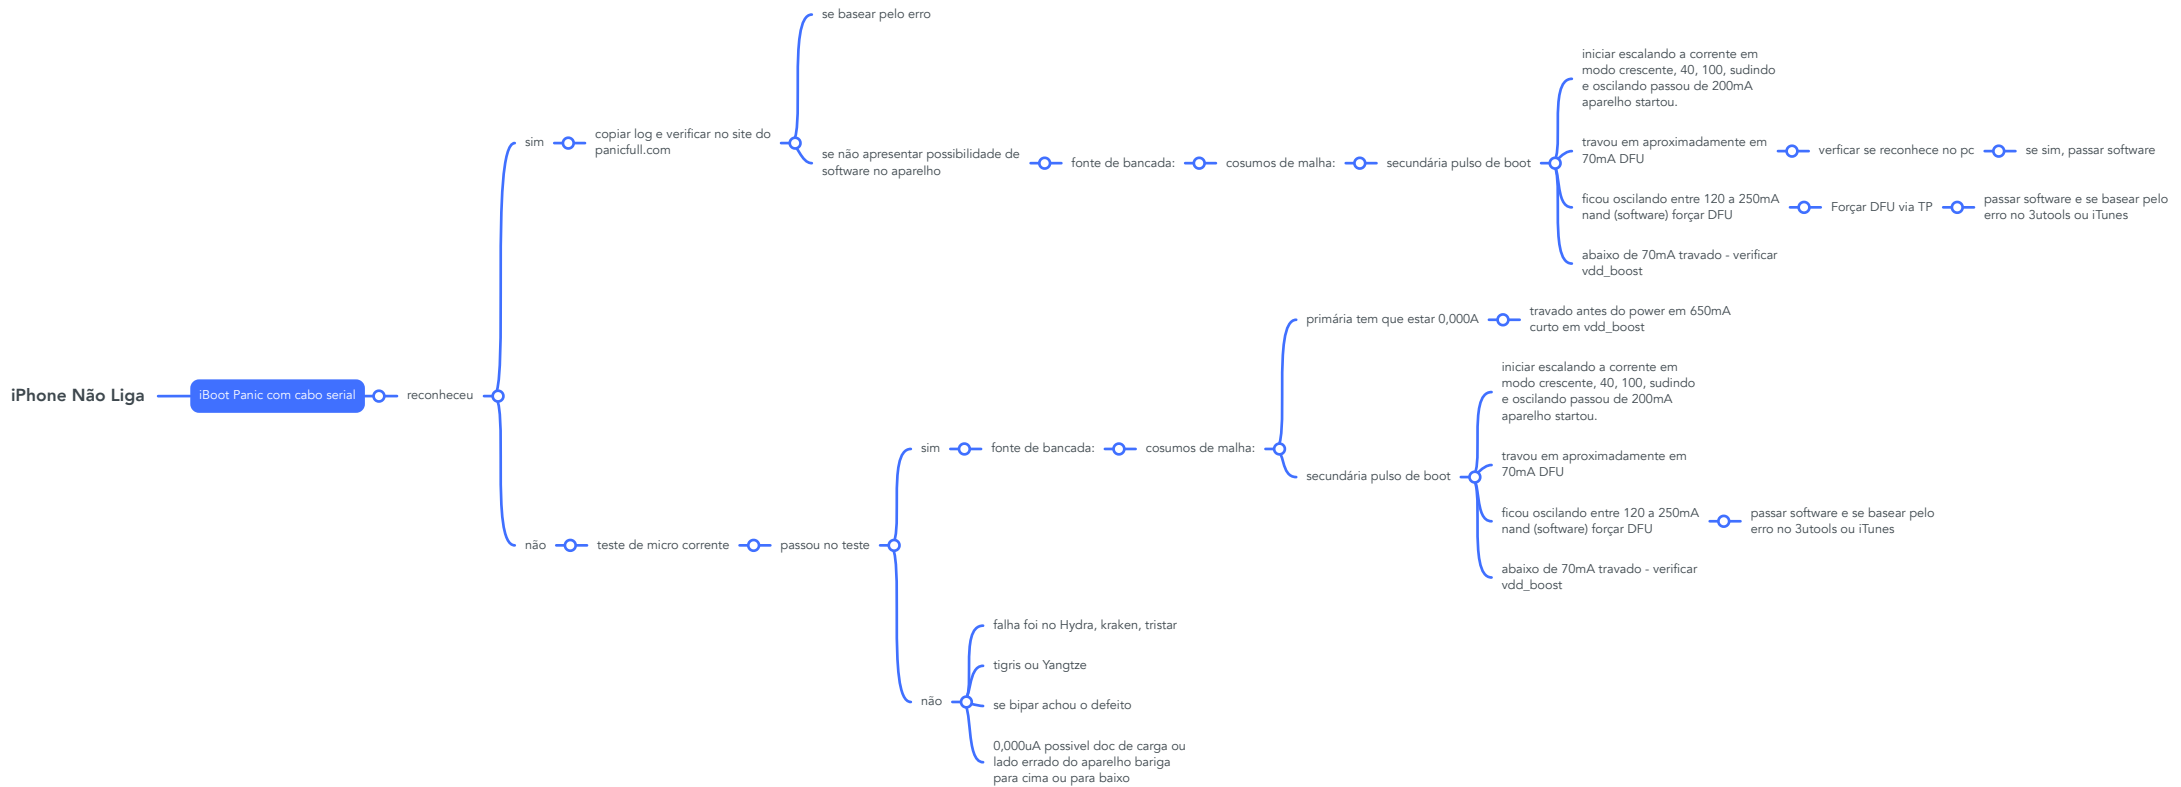 iPhone Não Liga
iBoot Panic com cabo serial
reconheceu
sim
copiar log e verificar no site do
panicfull.com
se basear pelo erro
se não apresentar possibilidade de
software no aparelho
fonte de bancada:
cosumos de malha:
secundária pulso de boot
iniciar escalando a corrente em
modo crescente, 40, 100, sudindo
e oscilando passou de 200mA
aparelho startou.
travou em aproximadamente em
70mA DFU
verficar se reconhece no pc
se sim, passar software
ficou oscilando entre 120 a 250mA
nand (software) forçar DFU
Forçar DFU via TP
passar software e se basear pelo
erro no 3utools ou iTunes
abaixo de 70mA travado - verificar
vdd_boost
não
teste de micro corrente
passou no teste
sim
fonte de bancada:
cosumos de malha:
primária tem que estar 0,000A
travado antes do power em 650mA
curto em vdd_boost
secundária pulso de boot
iniciar escalando a corrente em
modo crescente, 40, 100, sudindo
e oscilando passou de 200mA
aparelho startou.
travou em aproximadamente em
70mA DFU
ficou oscilando entre 120 a 250mA
nand (software) forçar DFU
passar software e se basear pelo
erro no 3utools ou iTunes
abaixo de 70mA travado - verificar
vdd_boost
não
falha foi no Hydra, kraken, tristar
tigris ou Yangtze
se bipar achou o defeito
0,000uA possivel doc de carga ou
lado errado do aparelho bariga
para cima ou para baixo